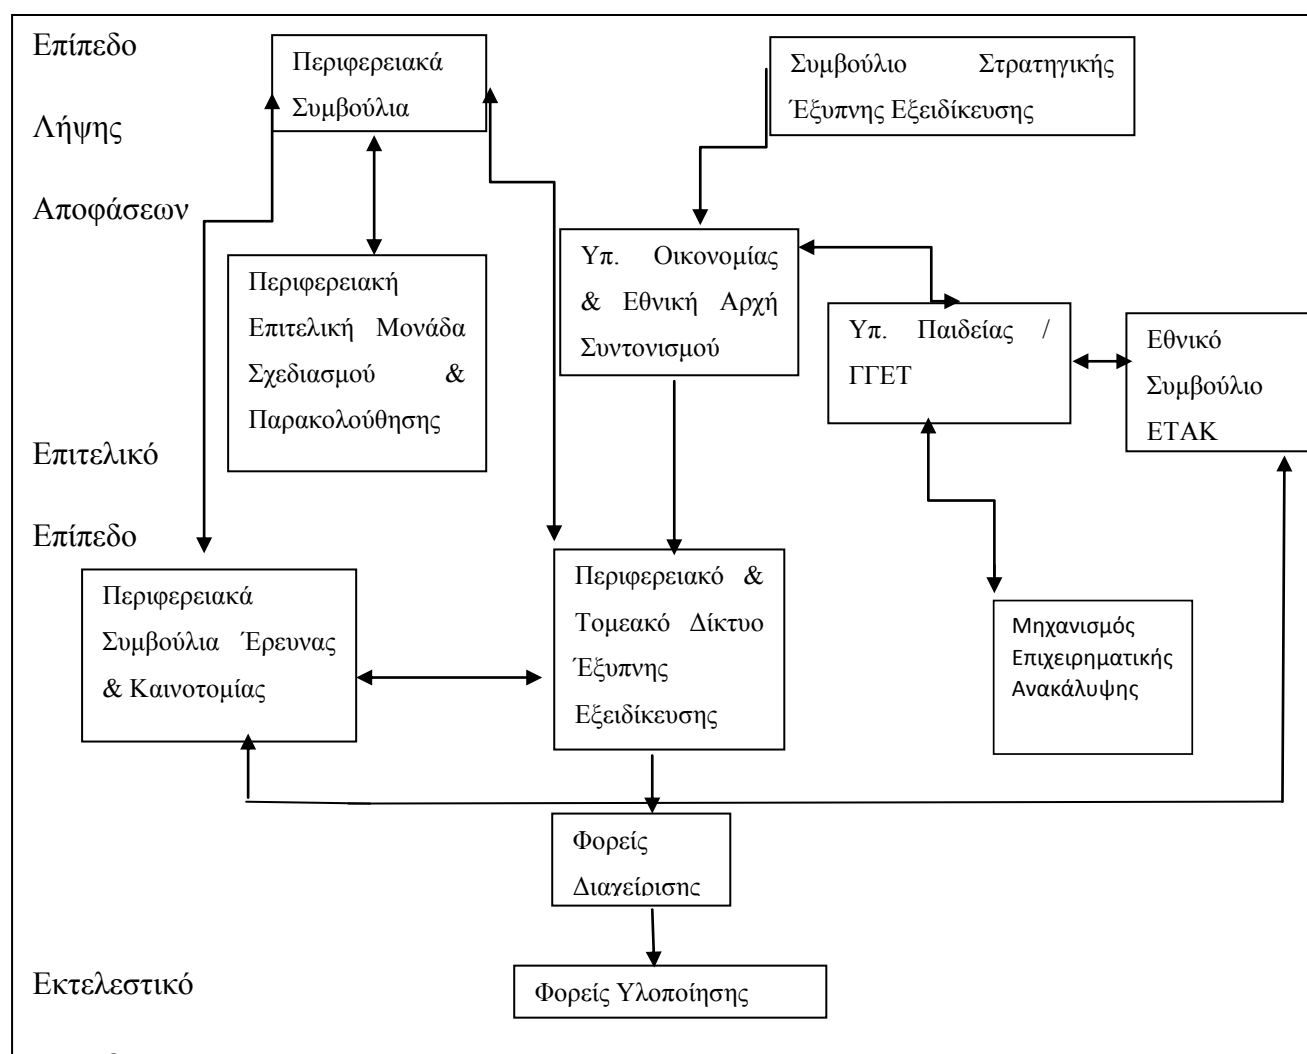 Επίπεδο
Λήψης
Αποφάσεων
Περιφερειακά
Συμβούλια
Συμβούλιο Στρατηγικής
Έξυπνης Εξειδίκευσης
Περιφερειακή
Επιτελική Μονάδα
Σχεδιασμού &
Παρακολούθησης
Υπ. Οικονομίας
& Εθνική Αρχή
Συντονισμού
Υπ. Παιδείας /
ΓΓΕΤ
Εθνικό
Συμβούλιο
ΕΤΑΚ
Επιτελικό
Επίπεδο
Περιφερειακά
Συμβούλια Έρευνας
& Καινοτομίας
Περιφερειακό &
Τομεακό Δίκτυο
Έξυπνης
Εξειδίκευσης
Μηχανισμός
Επιχειρηματικής
Ανακάλυψης
Φορείς
Διαχείρισης
Εκτελεστικό
Φορείς Υλοποίησης